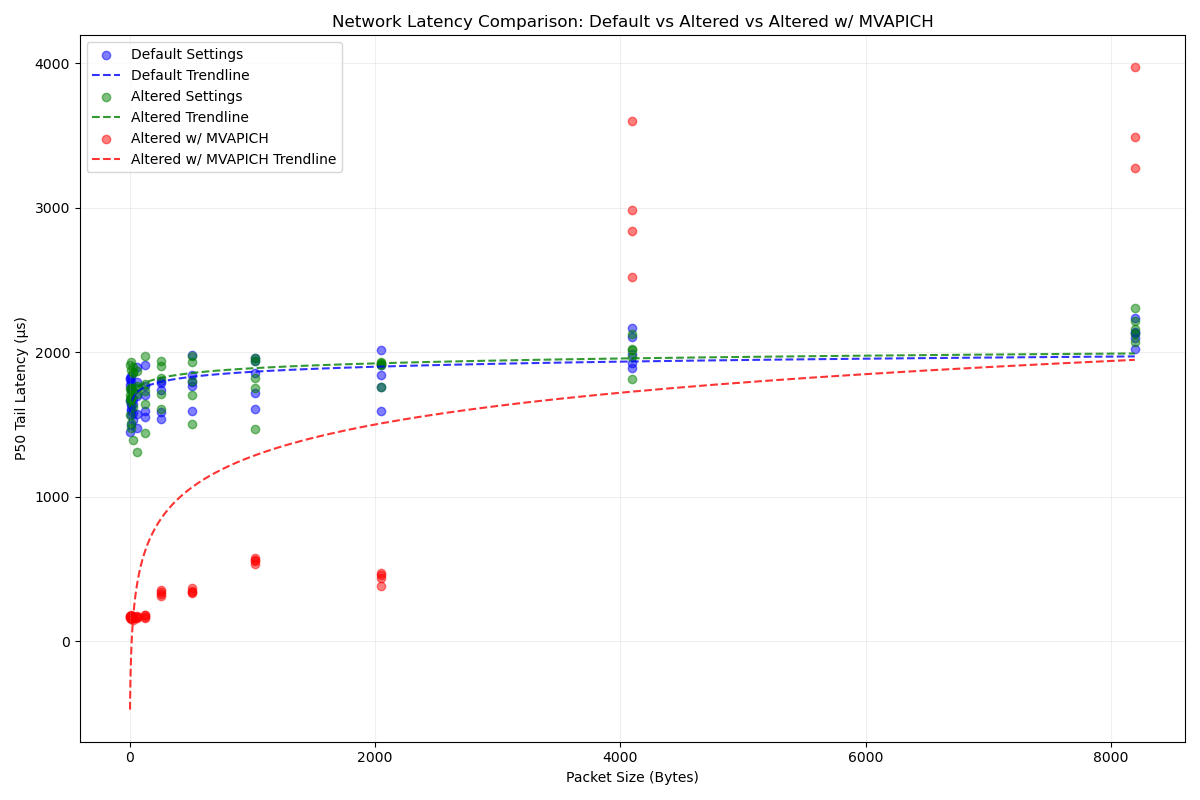 Network Latency Comparison: Default vs Altered vs Altered w/ MVAPICH
Default Settings
Default Trendline
Altered Settings
Altered Trendline
Altered w/ MVAPICH
Altered w/ MVAPICH Trendline
P50 Tail Latency (μs)
4000
3000
2000
1000
0
0 2000 4000 6000 8000
Packet Size (Bytes)